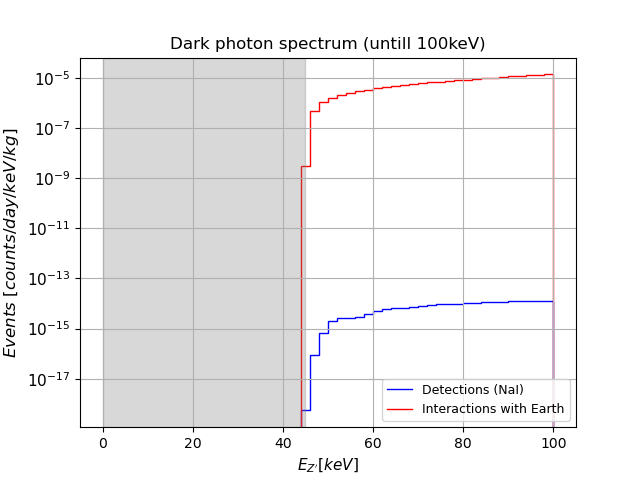 Dark photon spectrum (untill 100keV)
Events [counts/day/keV/kg]
10⁻⁵
10⁻⁷
10⁻⁹
10⁻¹¹
10⁻¹³
10⁻¹⁵
10⁻¹⁷
Detections (NaI)
Interactions with Earth
0 20 40 60 80 100
E_{Z'}[keV]